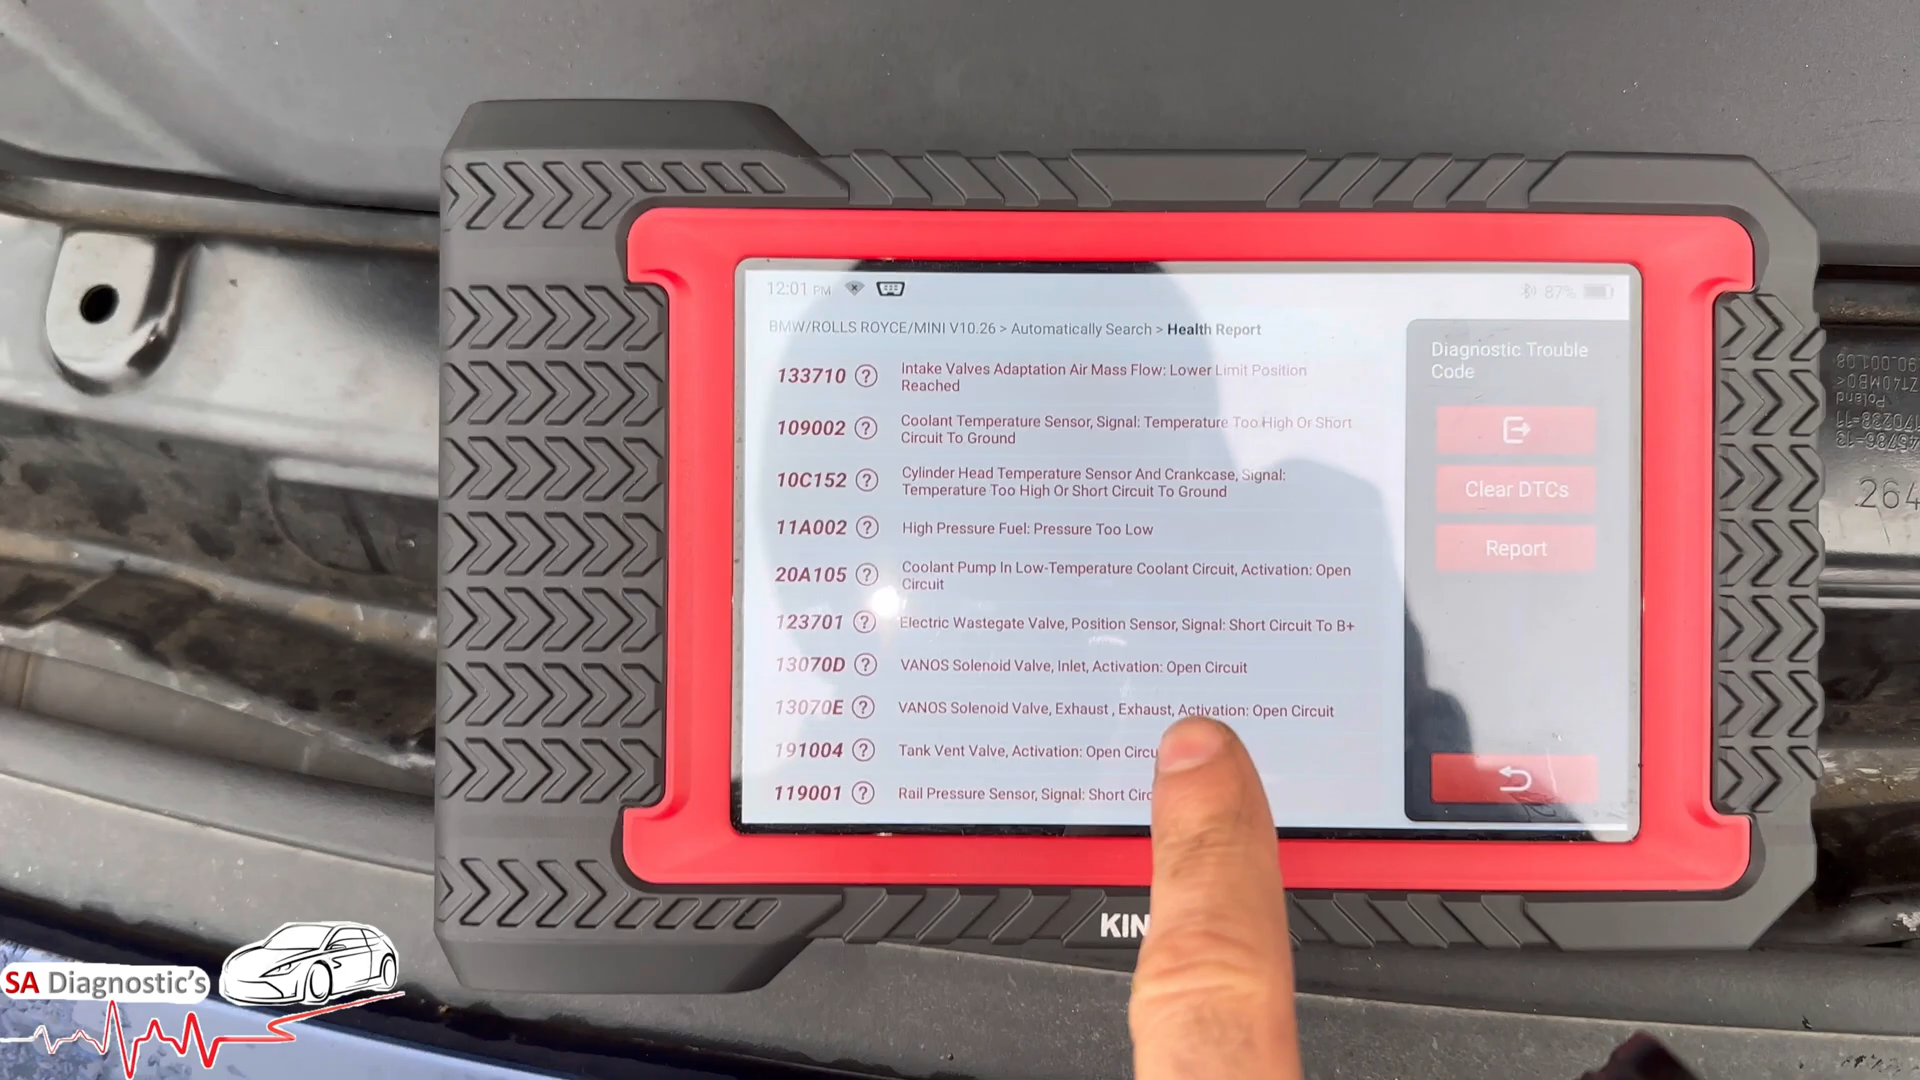 12:01 PM
87%
BMW/ROLLS ROYCE/MINI V10.26 > Automatically Search > Health Report
133710 ? Intake Valves Adaptation Air Mass Flow: Lower Limit Position
Reached
109002 ? Coolant Temperature Sensor, Signal: Temperature Too High Or Short
Circuit To Ground
10C152 ? Cylinder Head Temperature Sensor And Crankcase, Signal:
Temperature Too High Or Short Circuit To Ground
11A002 ? High Pressure Fuel: Pressure Too Low
20A105 ? Coolant Pump In Low-Temperature Coolant Circuit, Activation: Open
Circuit
123701 ? Electric Wastegate Valve, Position Sensor, Signal: Short Circuit To B+
13070D ? VANOS Solenoid Valve, Inlet, Activation: Open Circuit
13070E ? VANOS Solenoid Valve, Exhaust , Exhaust, Activation: Open Circuit
191004 ? Tank Vent Valve, Activation: Open Circu
119001 ? Rail Pressure Sensor, Signal: Short Circ
Diagnostic Trouble
Code
Clear DTCs
Report
KIN
Poland
264
SA Diagnostic's